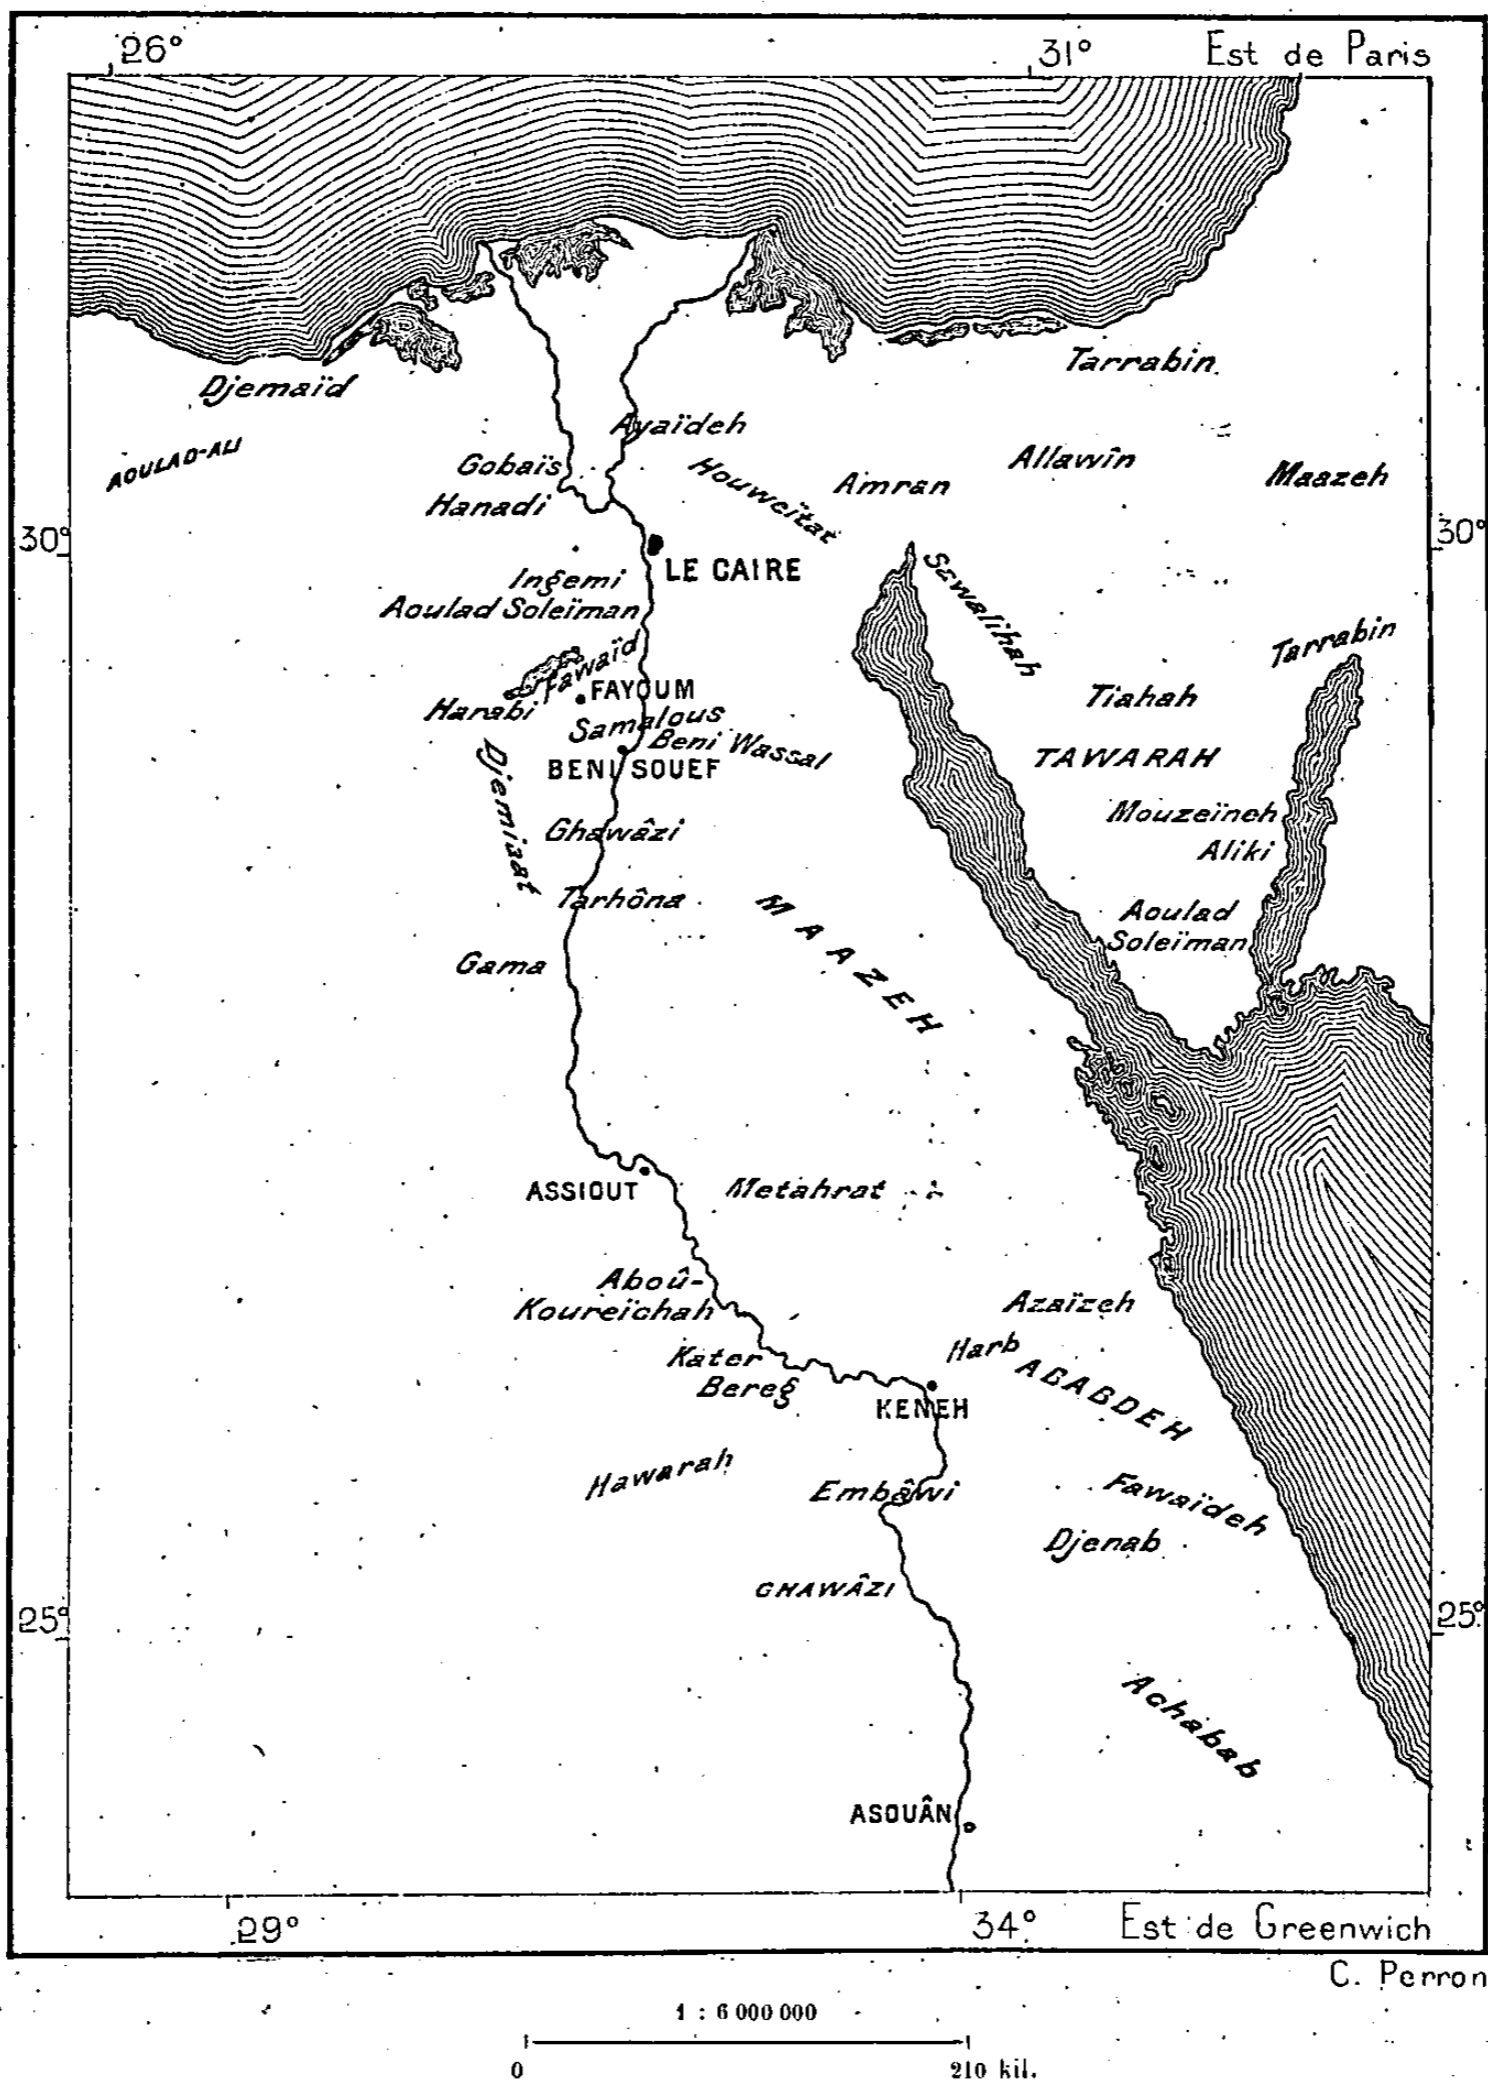 26° 31° Est de Paris
Tarrabin
Djemaïd
Ayaïdeh
AOULAD-ALI
Gobaïs
Houweïtat
Allawîn
Amran
Maazeh
Hanadi
30° 30°
LE CAIRE
Ingemi
Aoulad Soleïman
Sewalihah
Fawaïd
Tarrabin
FAYOUM
Harabi
Tiahah
Samalous
Beni Wassal
BENI SOUEF
TAWARAH
Djemiaat
Mouzeïneh
Ghawâzi
Aliki
Tarhôna
MAAZEH
Aoulad
Soleïman
Gama
ASSIOUT
Metahrat
Aboû-
Koureïchah
Azaïzeh
Harb
Kater
Bereg
ABABDEH
KENEH
Hawarah
Embâwi
Fawaïdeh
Djenab
GHAWÂZI
25° 25°
Achabab
ASOUÂN
29° 34° Est de Greenwich
C. Perron
1 : 6 000 000
0 210 kil.